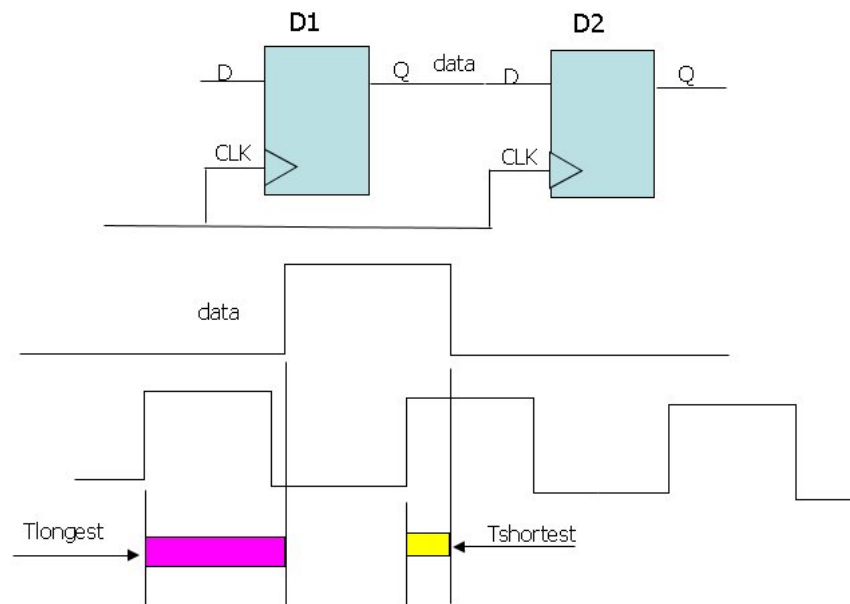 D1 D2
D Q data D Q
CLK CLK
data
Tlongest Tshortest